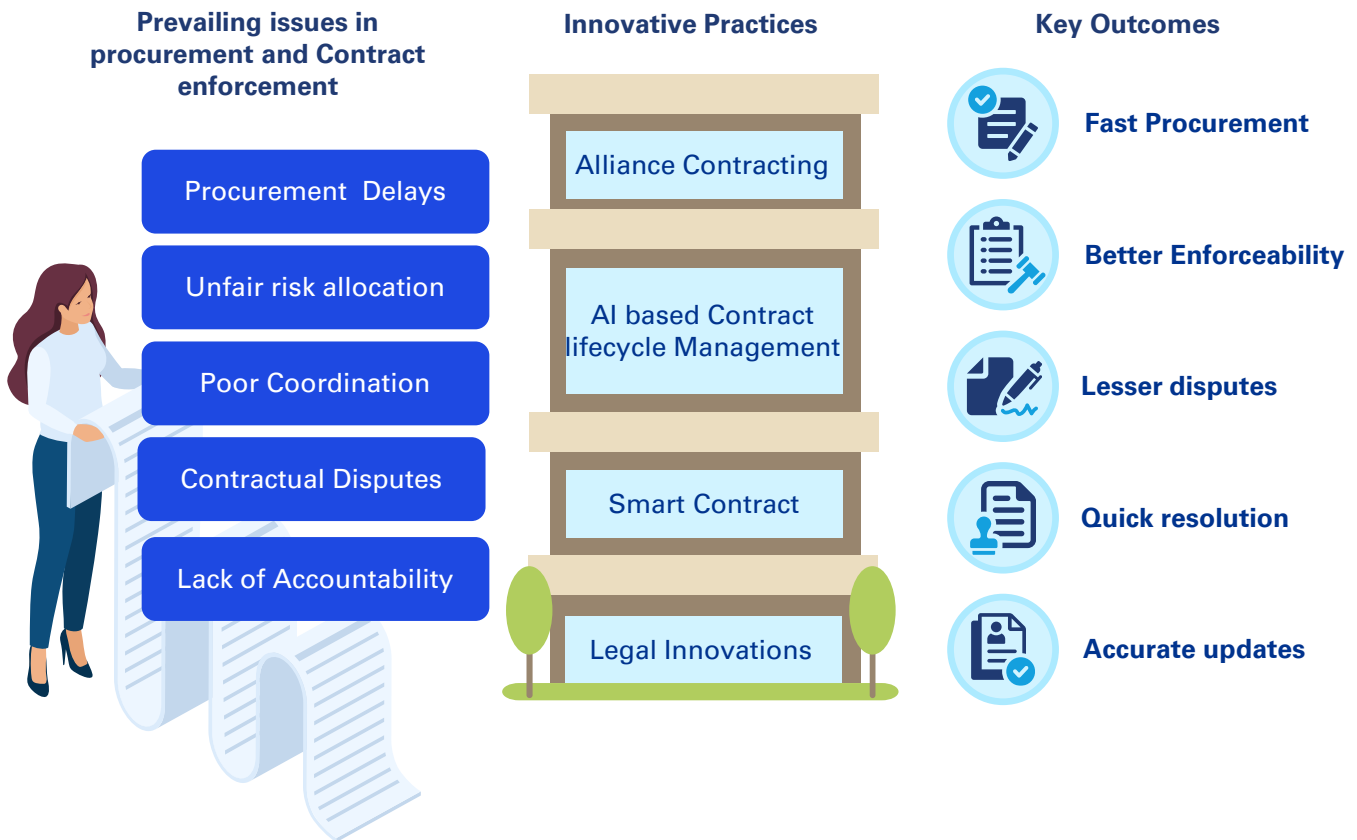 Prevailing issues in
procurement and Contract
enforcement
Procurement  Delays
Unfair risk allocation
Poor Coordination
Contractual Disputes
Lack of Accountability
Innovative Practices
Alliance Contracting
AI based Contract
lifecycle Management
Smart Contract
Legal Innovations
Key Outcomes
Fast Procurement
Better Enforceability
Lesser disputes
Quick resolution
Accurate updates